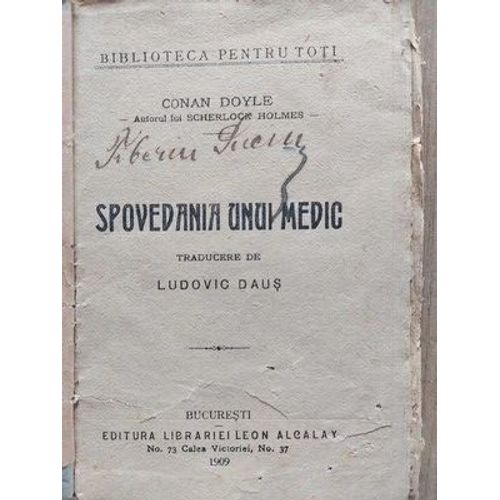 BIBLIOTECA PENTRU TOȚI
CONAN DOYLE
— Autorul lui SCHERLOCK HOLMES —
Tiberiu
SPOVEDANIA UNUI MEDIC
TRADUCERE DE
LUDOVIC DAUȘ
BUCUREȘTI
EDITURA LIBRARIEI LEON ALCALAY
No. 73 Calea Victoriei, No. 37
1909